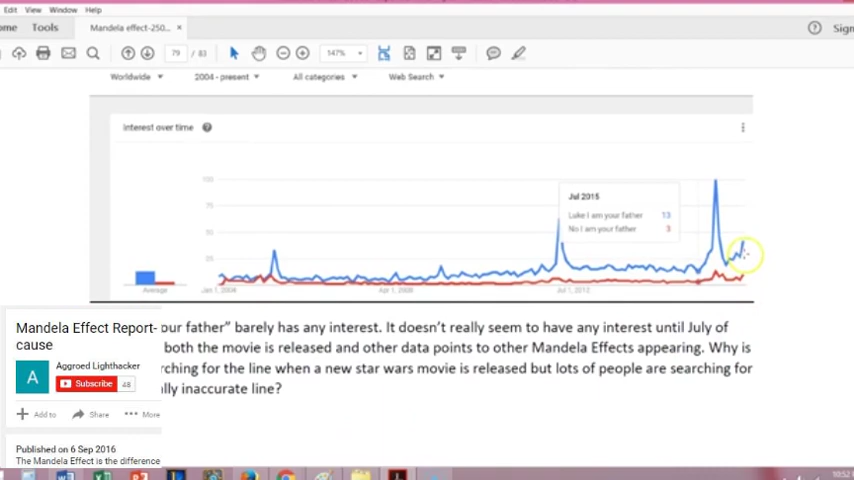 Edit View Window Help
ome Tools Mandela effect-250... × Sign
79 / 83 147%
Worldwide 2004 - present All categories Web Search
Interest over time
100
75
50
25
Jul 2015
Luke I am your father 13
No I am your father 3
Average Jan 1, 2004 Apr 1, 2008 Jul 1, 2012
our father" barely has any interest. It doesn't really seem to have any interest until July of
both the movie is released and other data points to other Mandela Effects appearing. Why is
rching for the line when a new star wars movie is released but lots of people are searching for
lly inaccurate line?
Mandela Effect Report-
cause
A Aggroed Lighthacker
Subscribe 48
Add to Share More
Published on 6 Sep 2016
The Mandela Effect is the difference
10:52